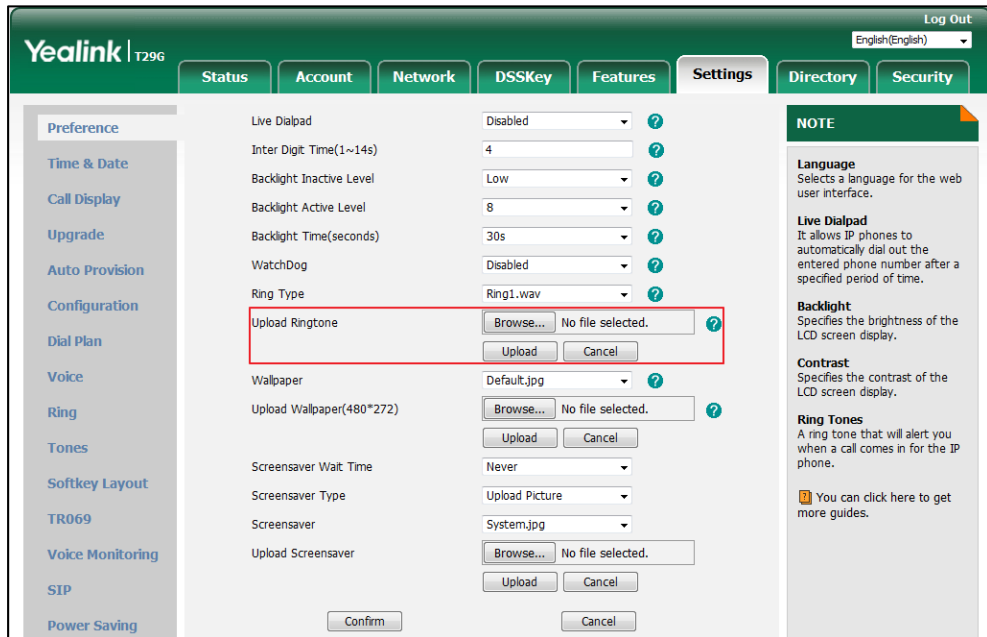 Log Out
English(English)
Yealink T29G
Status Account Network DSSKey Features Settings Directory Security
Preference
Time & Date
Call Display
Upgrade
Auto Provision
Configuration
Dial Plan
Voice
Ring
Tones
Softkey Layout
TR069
Voice Monitoring
SIP
Power Saving
Live Dialpad Disabled ?
Inter Digit Time(1~14s) 4 ?
Backlight Inactive Level Low ?
Backlight Active Level 8 ?
Backlight Time(seconds) 30s ?
WatchDog Disabled ?
Ring Type Ring1.wav ?
Upload Ringtone Browse... No file selected. ?
Upload Cancel
Wallpaper Default.jpg ?
Upload Wallpaper(480*272) Browse... No file selected. ?
Upload Cancel
Screensaver Wait Time Never
Screensaver Type Upload Picture
Screensaver System.jpg
Upload Screensaver Browse... No file selected.
Upload Cancel
Confirm Cancel
NOTE
Language
Selects a language for the web
user interface.
Live Dialpad
It allows IP phones to
automatically dial out the
entered phone number after a
specified period of time.
Backlight
Specifies the brightness of the
LCD screen display.
Contrast
Specifies the contrast of the
LCD screen display.
Ring Tones
A ring tone that will alert you
when a call comes in for the IP
phone.
? You can click here to get
more guides.